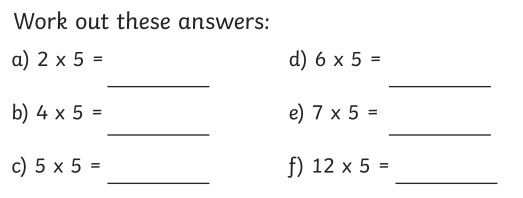 Work out these answers:
a) 2 x 5 =
b) 4 x 5 =
c) 5 x 5 =
d) 6 x 5 =
e) 7 x 5 =
f) 12 x 5 =